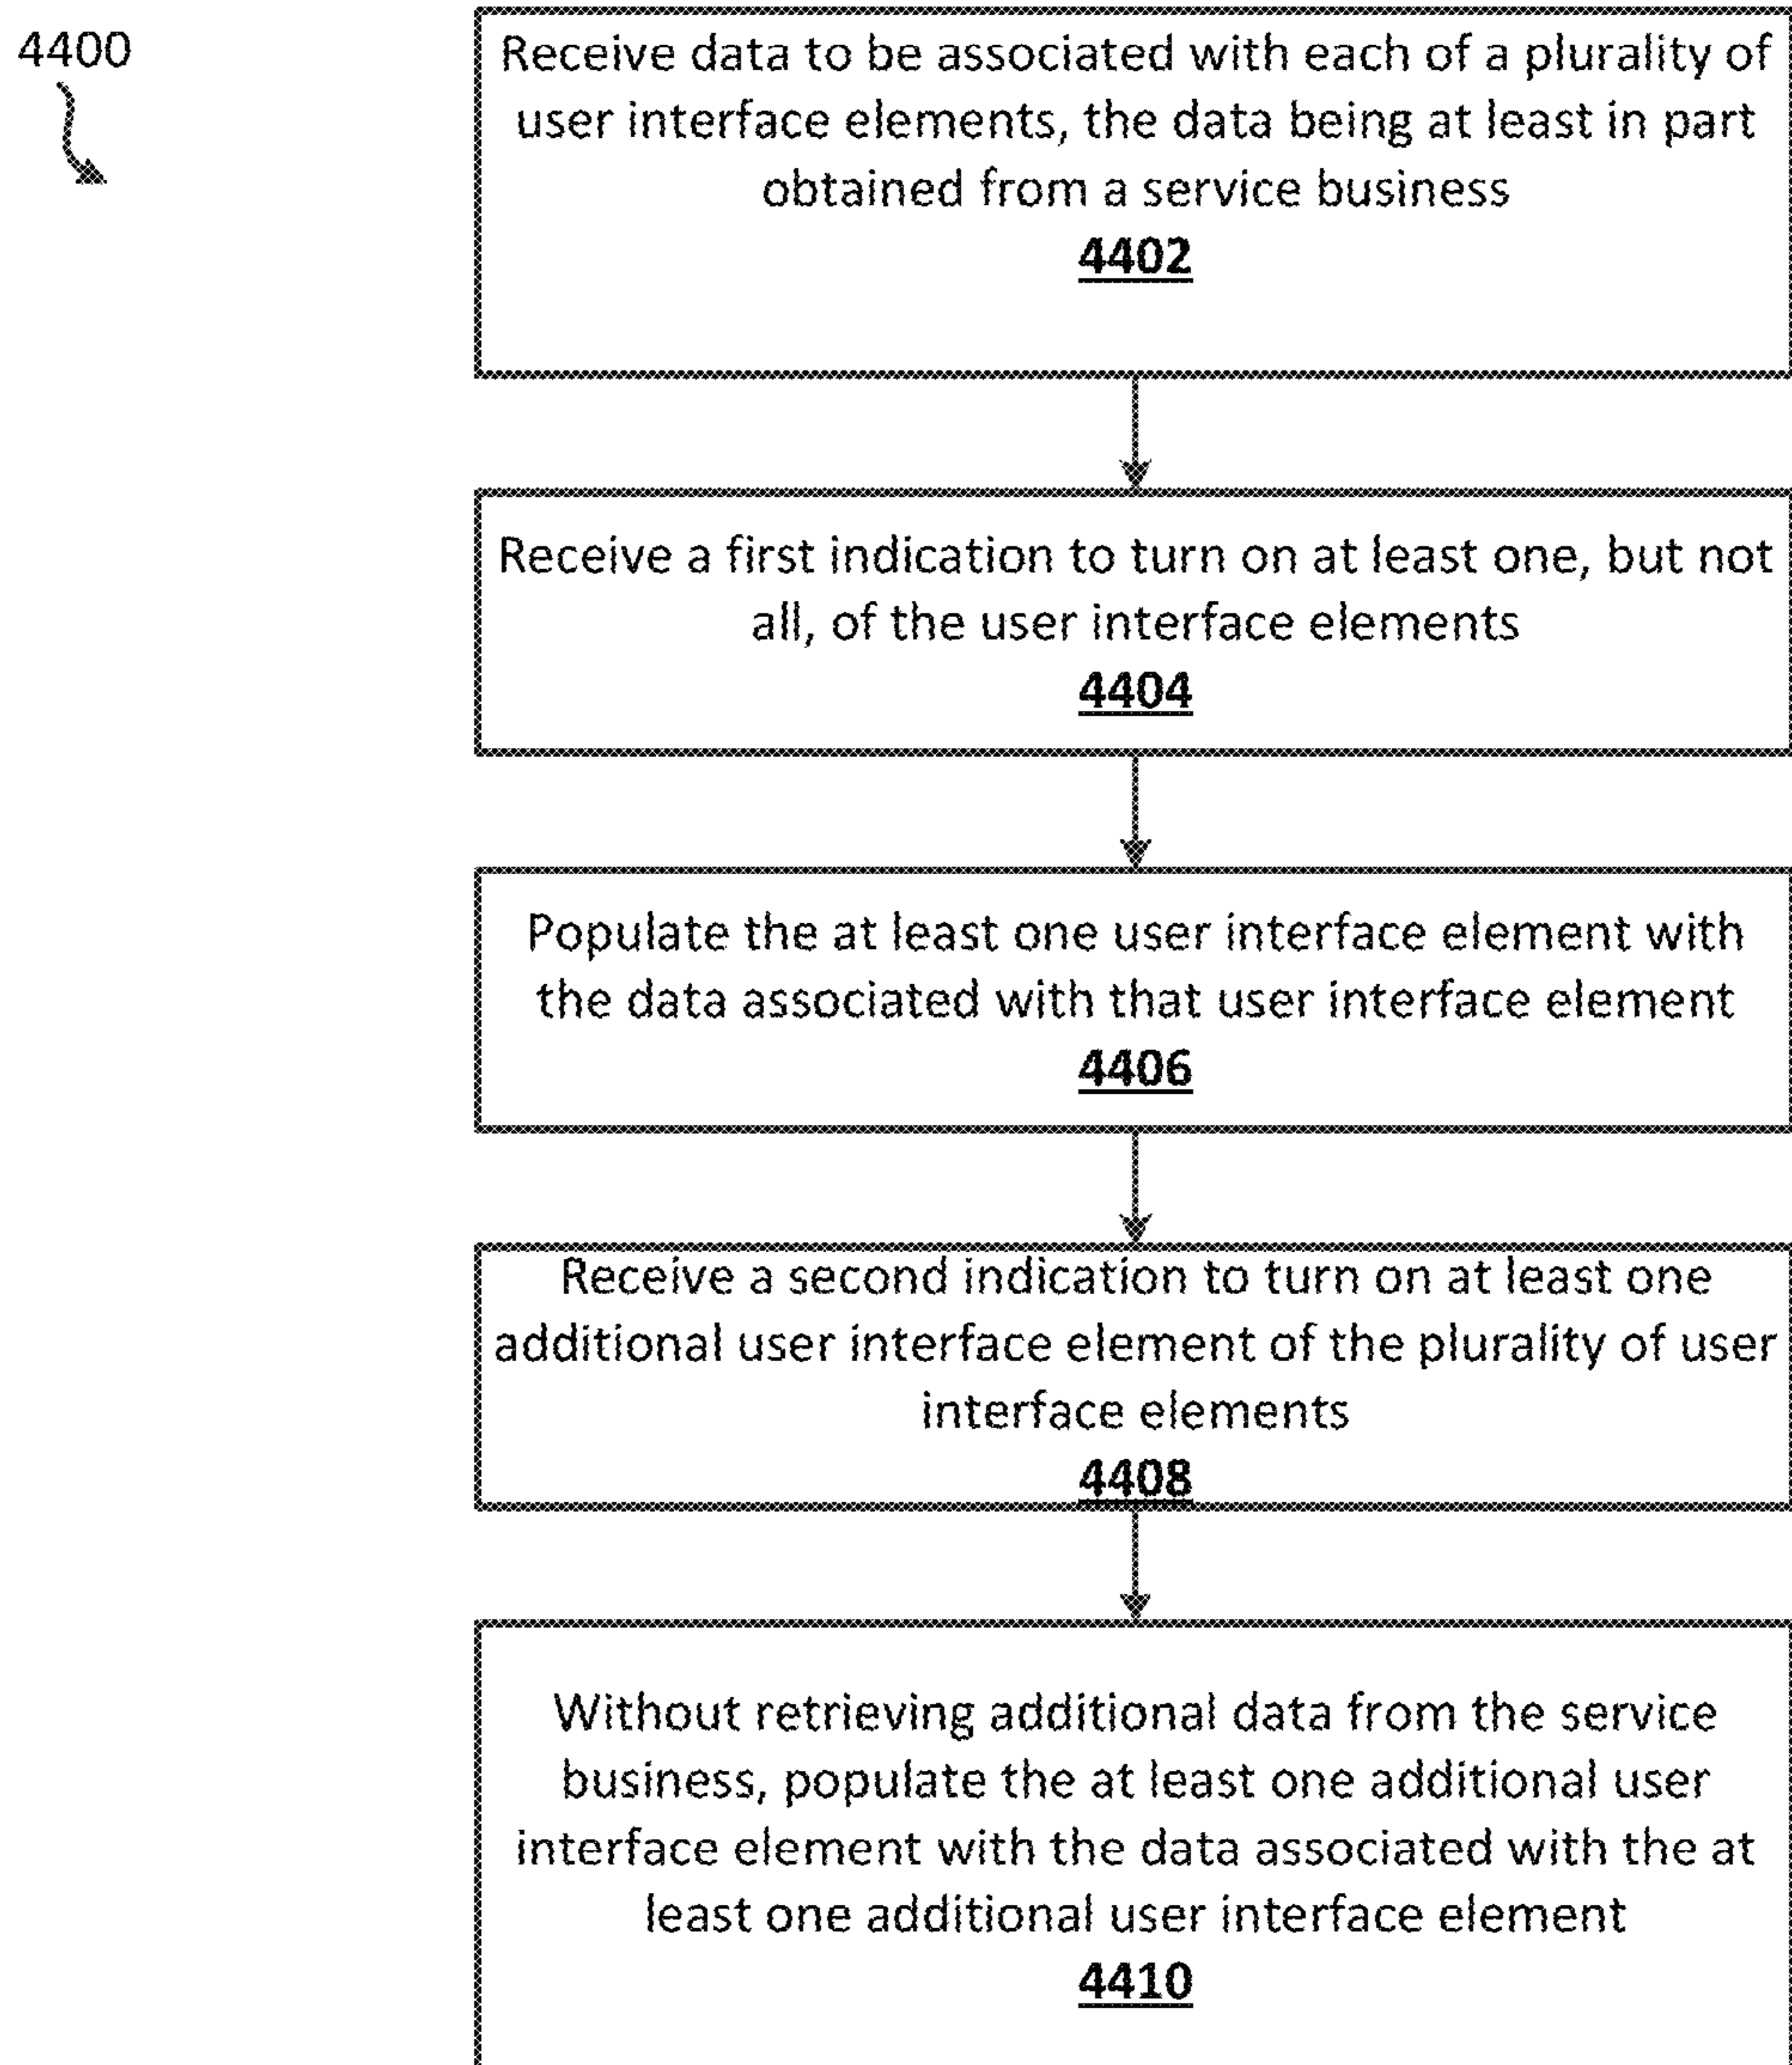 4400
Receive data to be associated with each of a plurality of
user interface elements, the data being at least in part
obtained from a service business
4402
Receive a first indication to turn on at least one, but not
all, of the user interface elements
4404
Populate the at least one user interface element with
the data associated with that user interface element
4406
Receive a second indication to turn on at least one
additional user interface element of the plurality of user
interface elements
4408
Without retrieving additional data from the service
business, populate the at least one additional user
interface element with the data associated with the at
least one additional user interface element
4410